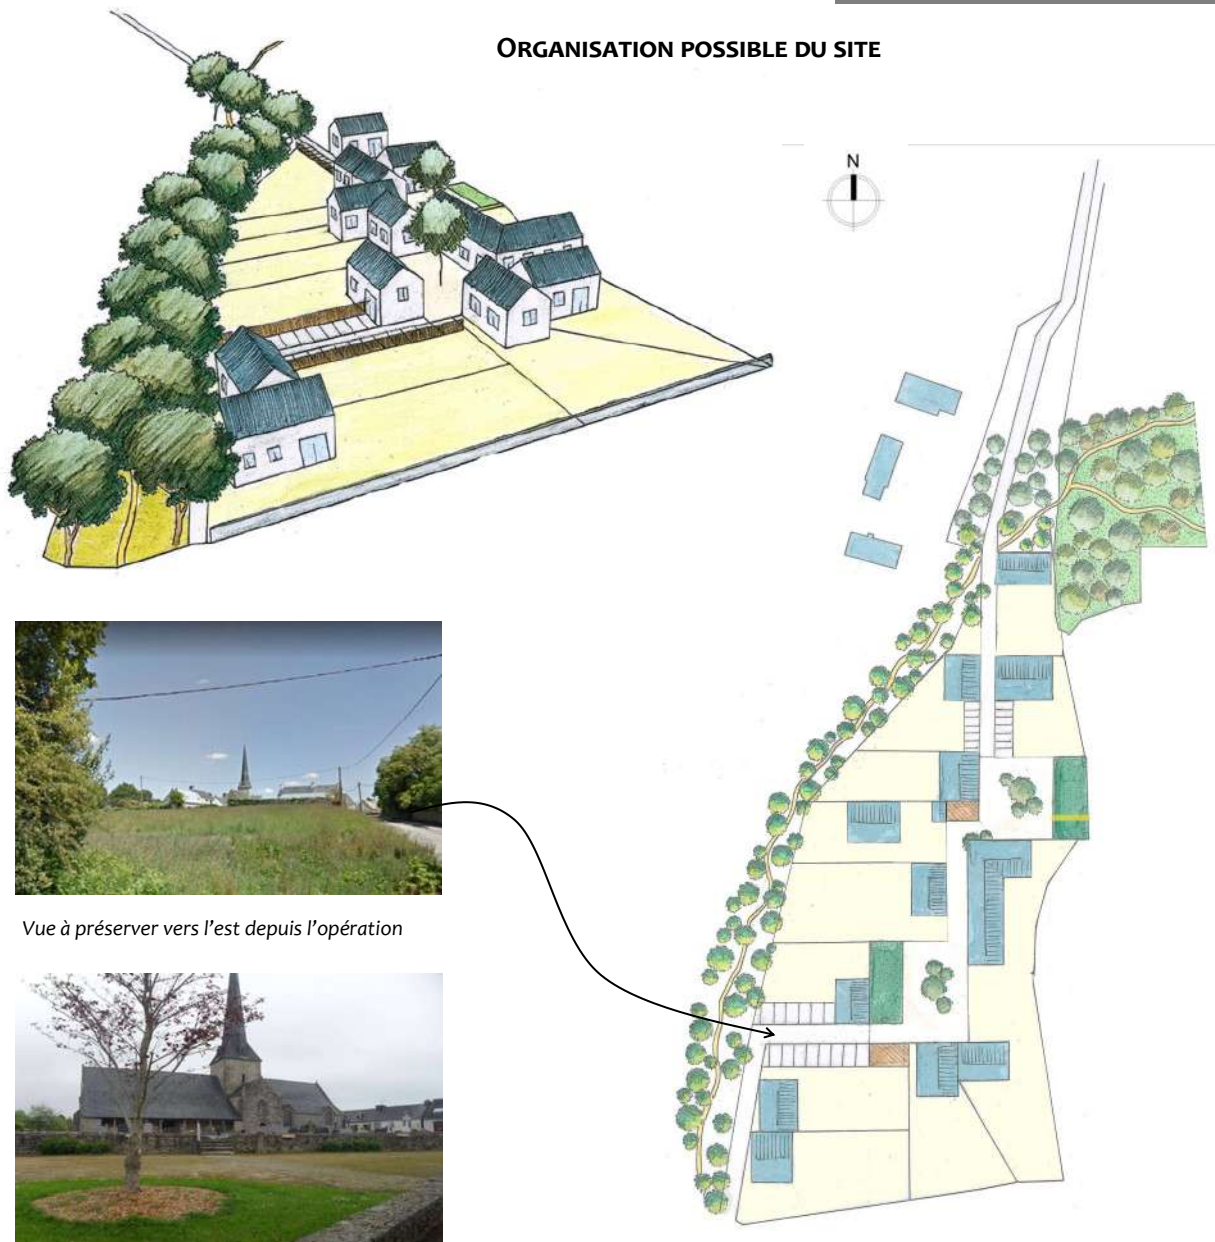 ORGANISATION POSSIBLE DU SITE
N
Vue à préserver vers l'est depuis l'opération